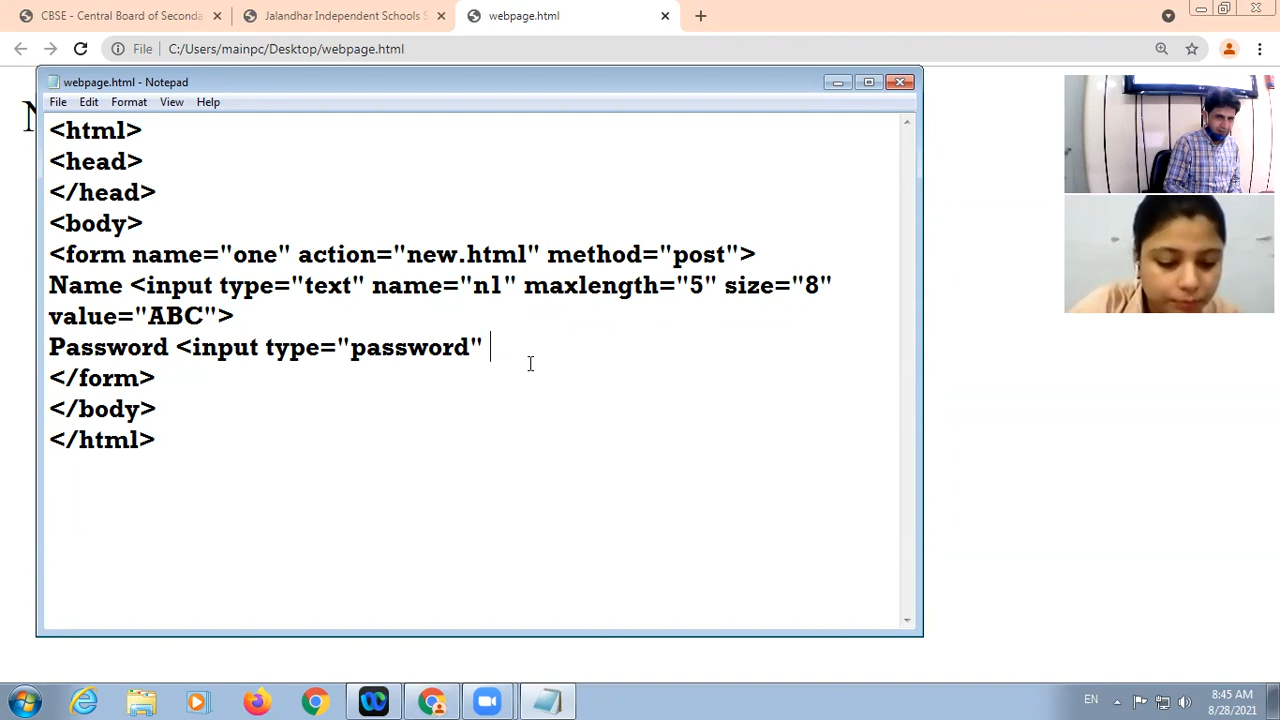 CBSE - Central Board of Seconda
Jalandhar Independent Schools S
webpage.html
File
C:/Users/mainpc/Desktop/webpage.html
webpage.html - Notepad
File Edit Format View Help
<html>
<head>
</head>
<body>
<form name="one" action="new.html" method="post">
Name <input type="text" name="n1" maxlength="5" size="8"
value="ABC">
Password <input type="password"
</form>
</body>
</html>
N
EN
8:45 AM
8/28/2021